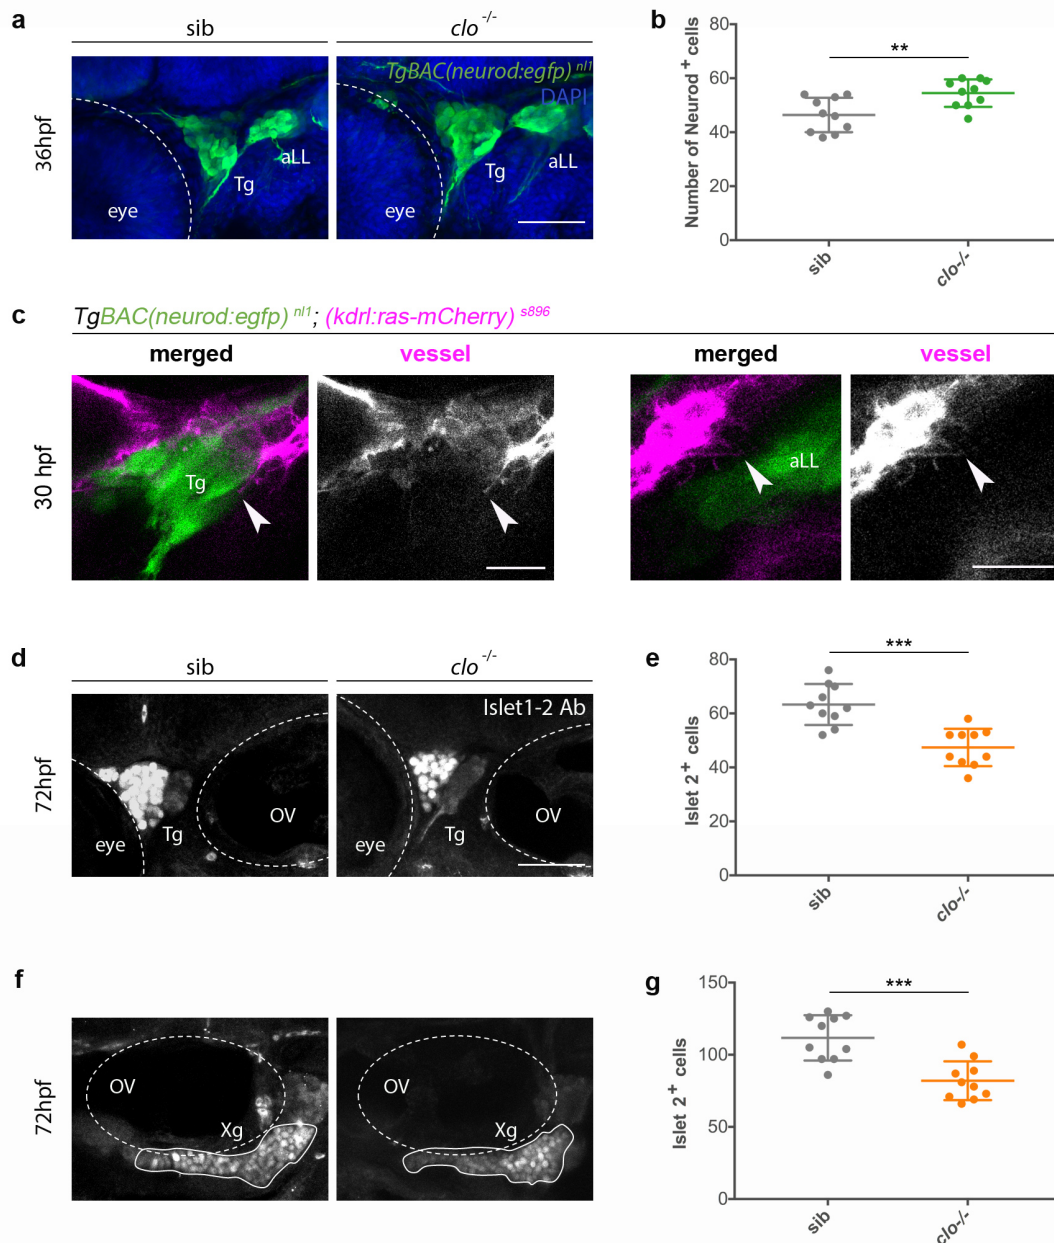 a
sib
clo -/-
36hpf
TgBAC(neurod:egfp) nl1
DAPI
eye
Tg
aLL
eye
Tg
aLL
b
**
Number of Neurod + cells
80
60
40
20
0
sib
clo-/-
c
TgBAC(neurod:egfp) nl1; (kdrl:ras-mCherry) s896
merged
vessel
merged
vessel
30 hpf
Tg
aLL
d
sib
clo -/-
72hpf
Islet1-2 Ab
eye
Tg
OV
eye
Tg
OV
e
***
Islet 2+ cells
80
60
40
20
0
sib
clo-/-
f
72hpf
OV
Xg
OV
Xg
g
***
Islet 2+ cells
150
100
50
0
sib
clo-/-